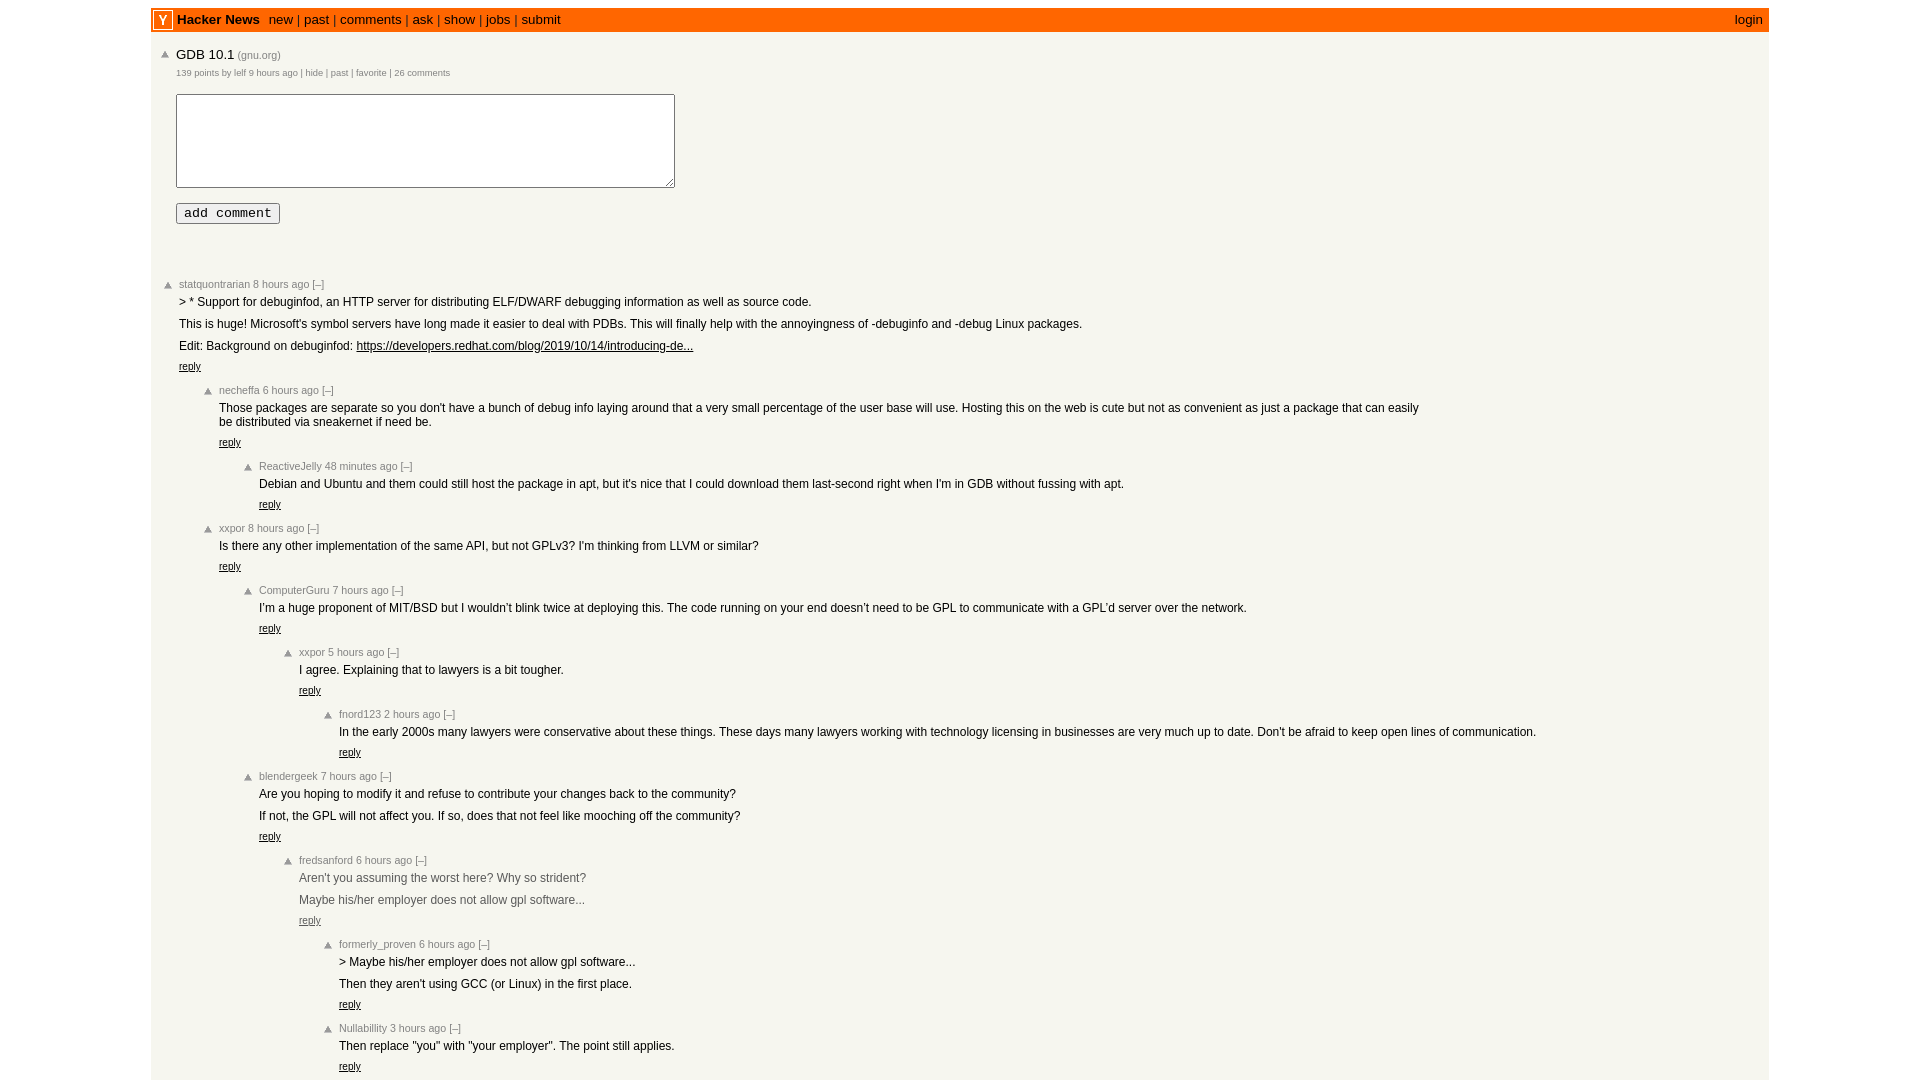 Y Hacker News new | past | comments | ask | show | jobs | submit login
GDB 10.1 (gnu.org)
139 points by lelf 9 hours ago | hide | past | favorite | 26 comments
add comment
statquontrarian 8 hours ago [–]
> * Support for debuginfod, an HTTP server for distributing ELF/DWARF debugging information as well as source code.
This is huge! Microsoft's symbol servers have long made it easier to deal with PDBs. This will finally help with the annoyingness of -debuginfo and -debug Linux packages.
Edit: Background on debuginfod: https://developers.redhat.com/blog/2019/10/14/introducing-de...
reply
necheffa 6 hours ago [–]
Those packages are separate so you don't have a bunch of debug info laying around that a very small percentage of the user base will use. Hosting this on the web is cute but not as convenient as just a package that can easily
be distributed via sneakernet if need be.
reply
ReactiveJelly 48 minutes ago [–]
Debian and Ubuntu and them could still host the package in apt, but it's nice that I could download them last-second right when I'm in GDB without fussing with apt.
reply
xxpor 8 hours ago [–]
Is there any other implementation of the same API, but not GPLv3? I'm thinking from LLVM or similar?
reply
ComputerGuru 7 hours ago [–]
I’m a huge proponent of MIT/BSD but I wouldn’t blink twice at deploying this. The code running on your end doesn’t need to be GPL to communicate with a GPL’d server over the network.
reply
xxpor 5 hours ago [–]
I agree. Explaining that to lawyers is a bit tougher.
reply
fnord123 2 hours ago [–]
In the early 2000s many lawyers were conservative about these things. These days many lawyers working with technology licensing in businesses are very much up to date. Don't be afraid to keep open lines of communication.
reply
blendergeek 7 hours ago [–]
Are you hoping to modify it and refuse to contribute your changes back to the community?
If not, the GPL will not affect you. If so, does that not feel like mooching off the community?
reply
fredsanford 6 hours ago [–]
Aren't you assuming the worst here? Why so strident?
Maybe his/her employer does not allow gpl software...
reply
formerly_proven 6 hours ago [–]
> Maybe his/her employer does not allow gpl software...
Then they aren't using GCC (or Linux) in the first place.
reply
Nullabillity 3 hours ago [–]
Then replace "you" with "your employer". The point still applies.
reply